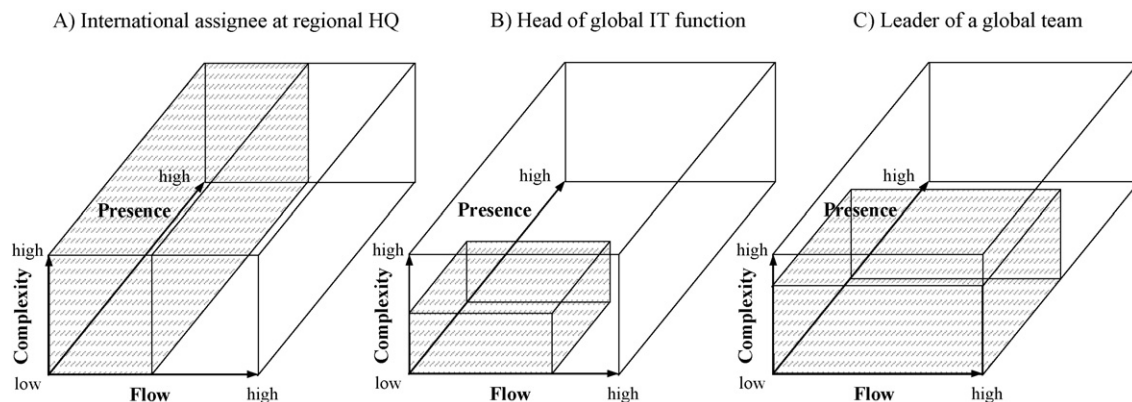 A) International assignee at regional HQ
B) Head of global IT function
C) Leader of a global team
high
Presence
high
Complexity
low
Flow
high
high
Presence
high
Complexity
low
Flow
high
high
Presence
high
Complexity
low
Flow
high